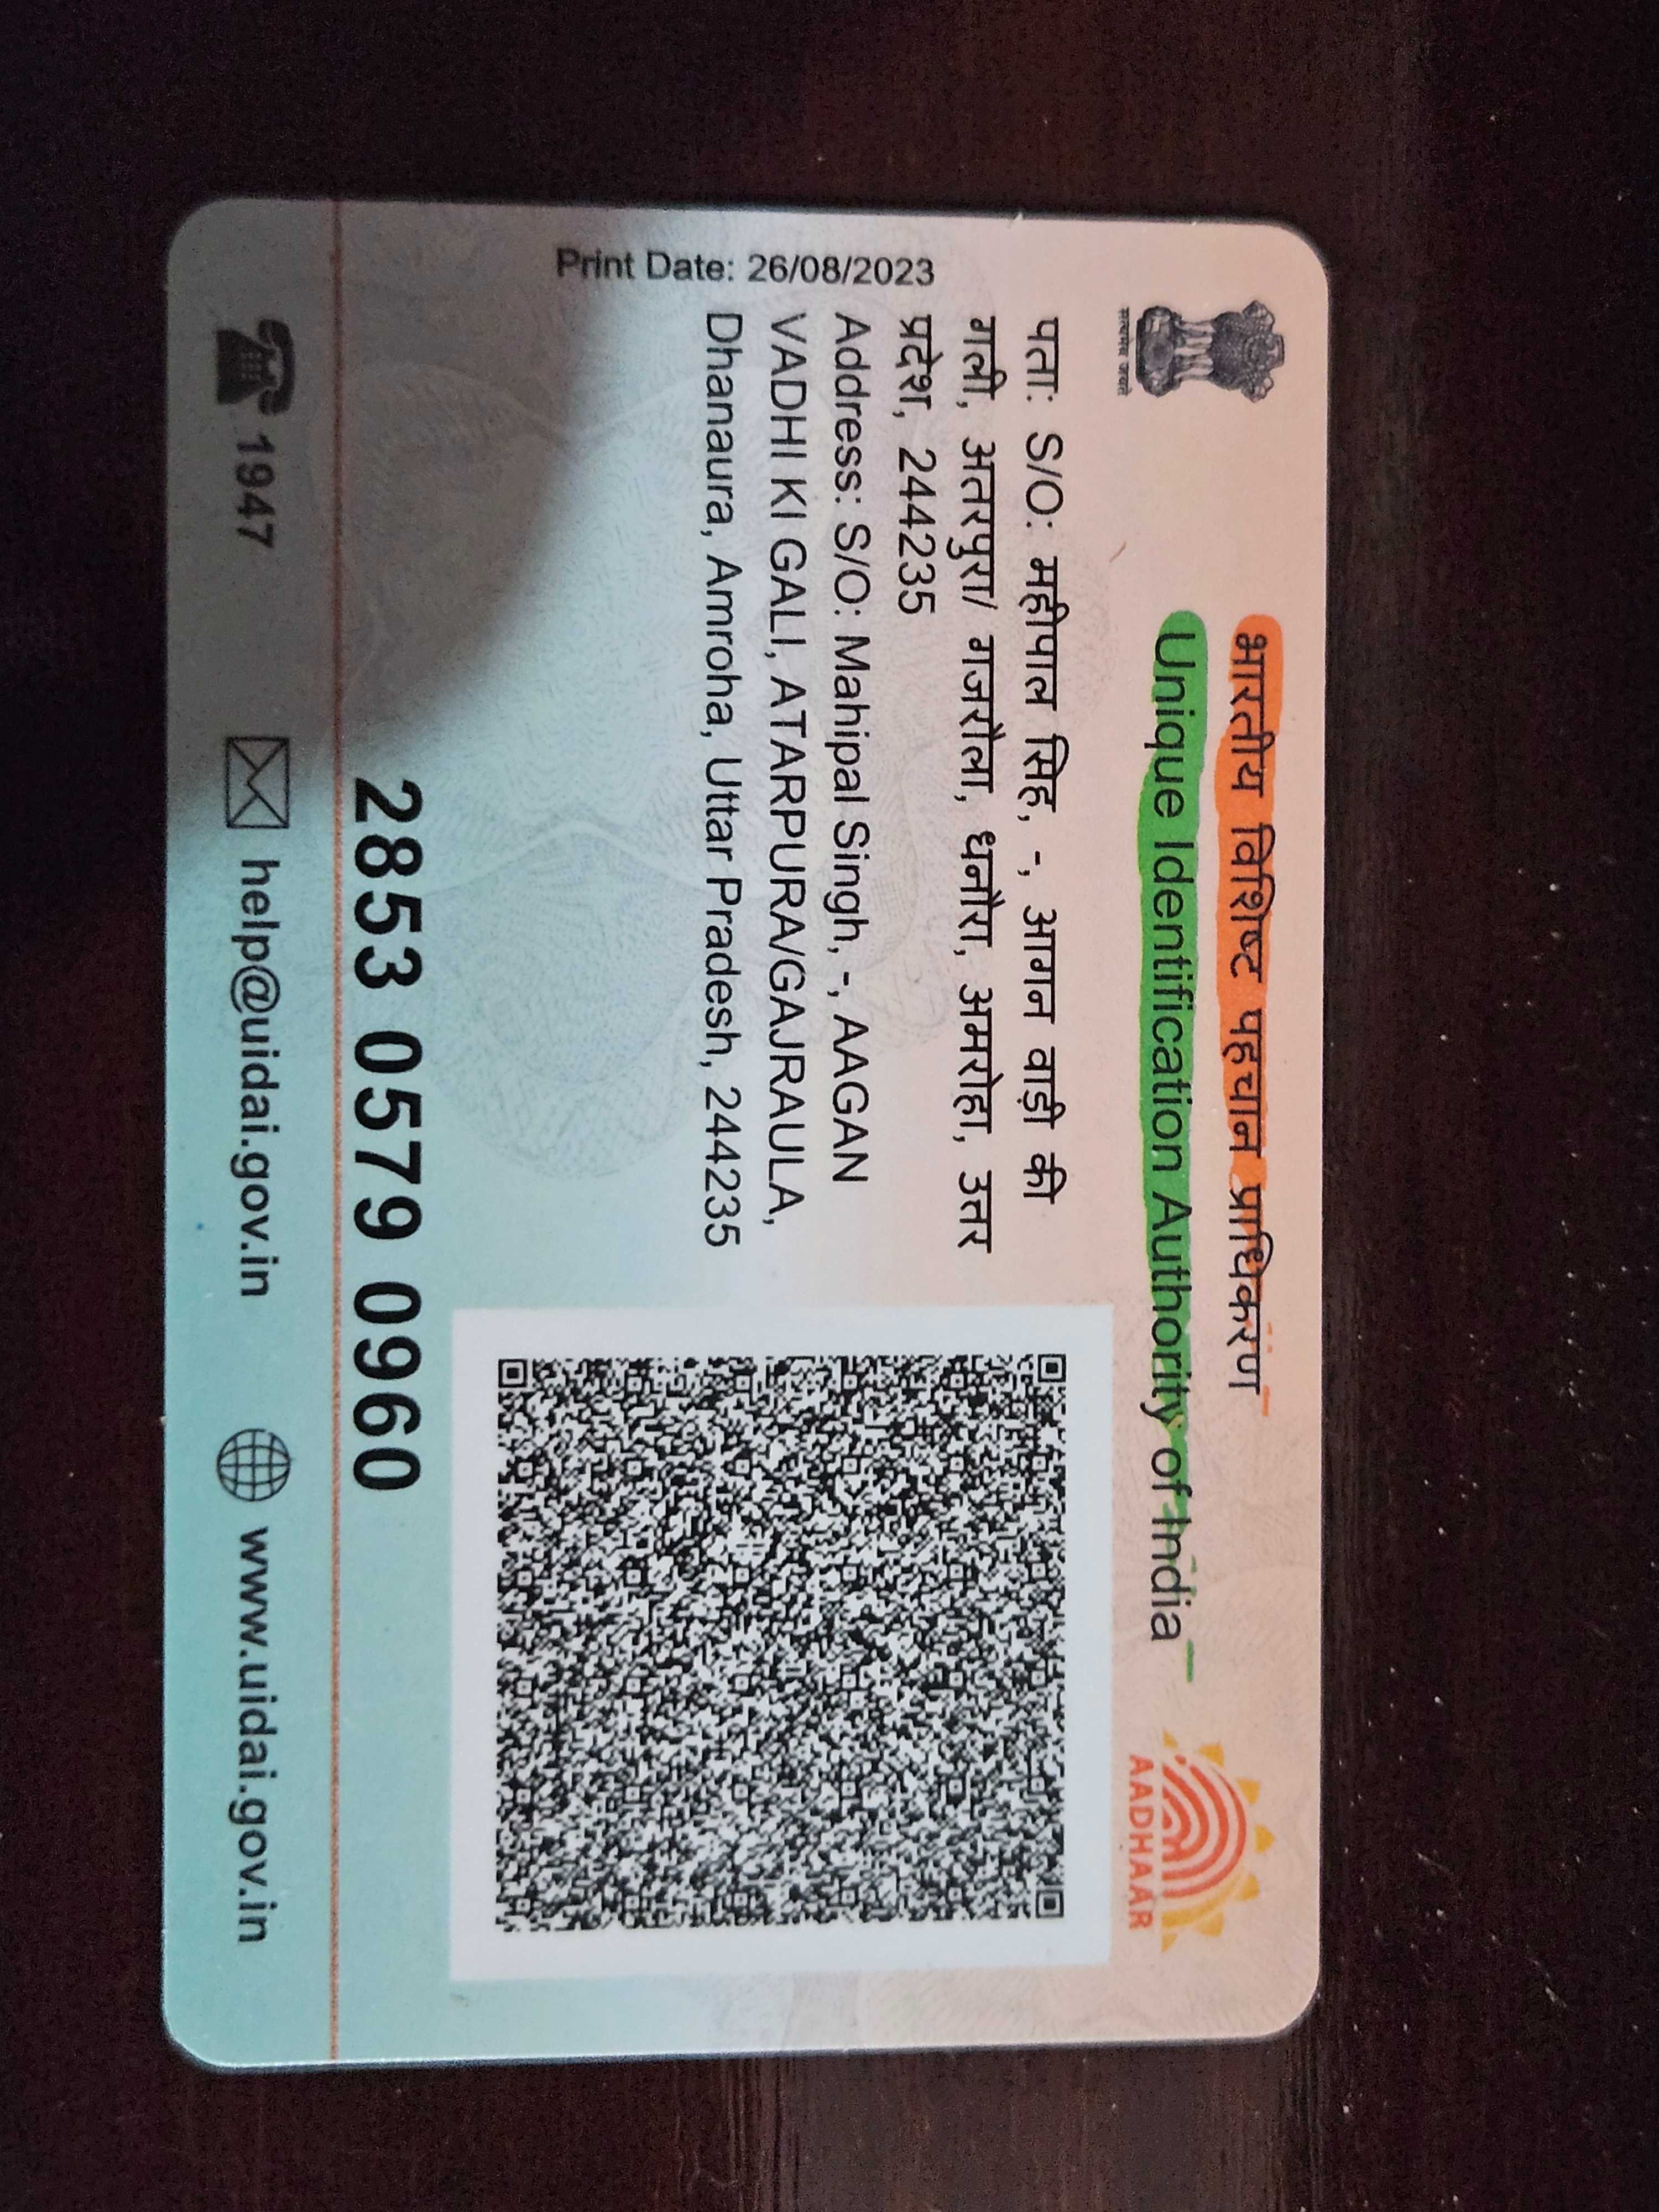 भारतीय विशिष्ट पहचान प्राधिकरण
Unique Identification Authority of India
सत्यमेव जयते
AADHAAR
पता: S/O: महीपाल सिंह, -, आगन वाड़ी की
गली, अतरपुरा/ गजरौला, धनौरा, अमरोहा, उत्तर
प्रदेश, 244235
Address: S/O: Mahipal Singh, -, AAGAN
VADHI KI GALI, ATARPURA/GAJRAULA,
Dhanaura, Amroha, Uttar Pradesh, 244235
Print Date: 26/08/2023
2853 0579 0960
1947
help@uidai.gov.in
www.uidai.gov.in